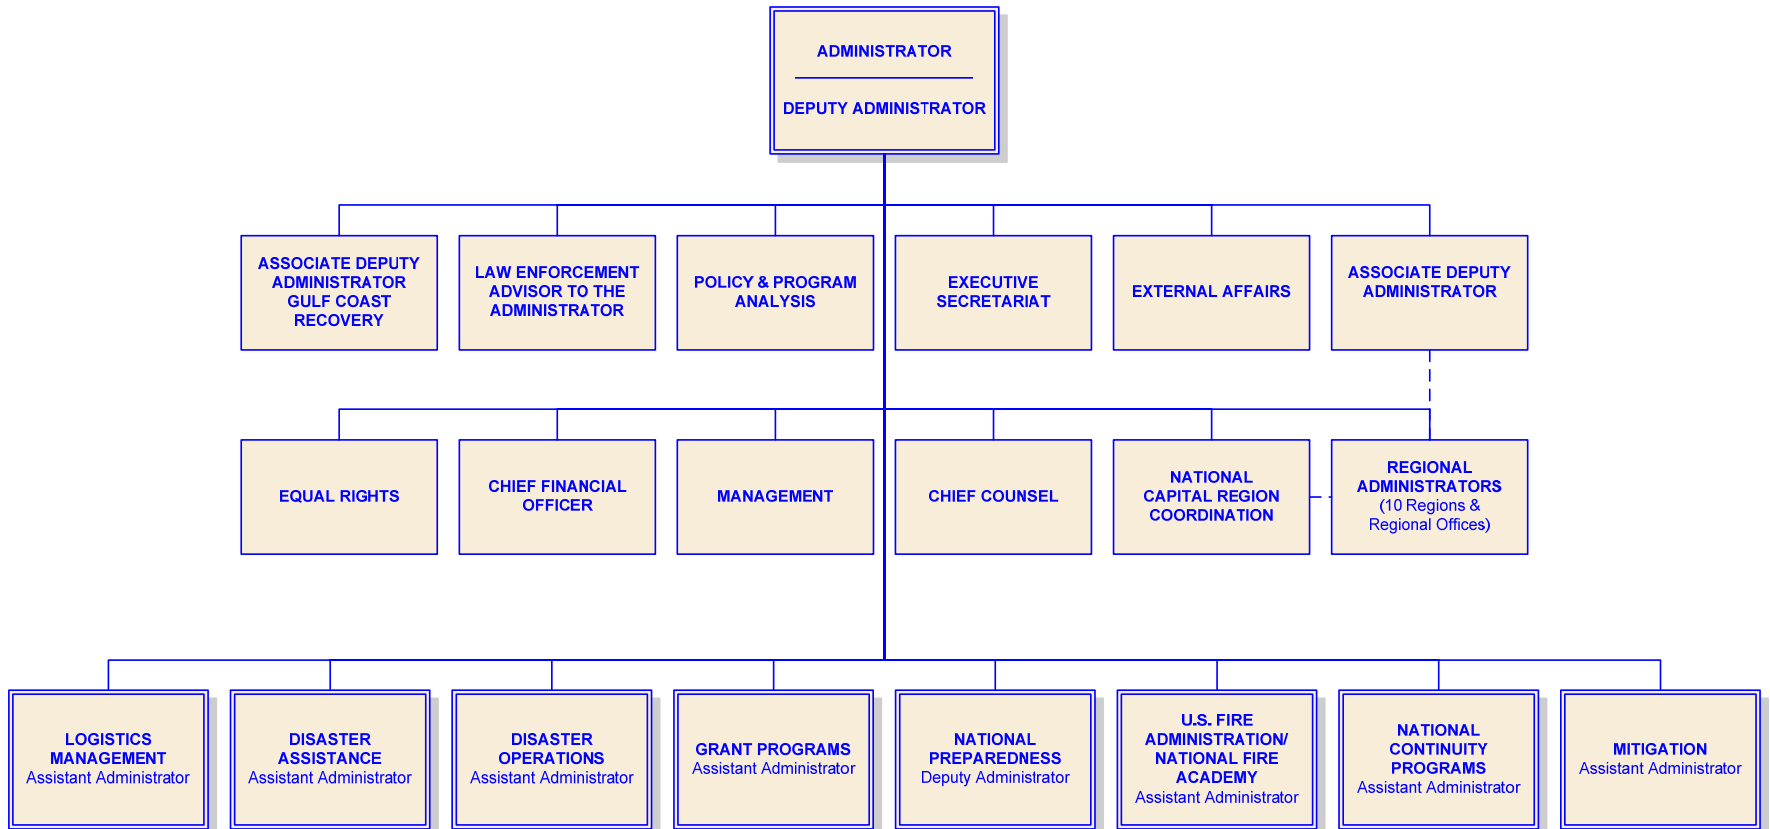 ADMINISTRATOR
DEPUTY ADMINISTRATOR
ASSOCIATE DEPUTY
ADMINISTRATOR
GULF COAST
RECOVERY
LAW ENFORCEMENT
ADVISOR TO THE
ADMINISTRATOR
POLICY & PROGRAM
ANALYSIS
EXECUTIVE
SECRETARIAT
EXTERNAL AFFAIRS
ASSOCIATE DEPUTY
ADMINISTRATOR
EQUAL RIGHTS
CHIEF FINANCIAL
OFFICER
MANAGEMENT
CHIEF COUNSEL
NATIONAL
CAPITAL REGION
COORDINATION
REGIONAL
ADMINISTRATORS
(10 Regions &
Regional Offices)
LOGISTICS
MANAGEMENT
Assistant Administrator
DISASTER
ASSISTANCE
Assistant Administrator
DISASTER
OPERATIONS
Assistant Administrator
GRANT PROGRAMS
Assistant Administrator
NATIONAL
PREPAREDNESS
Deputy Administrator
U.S. FIRE
ADMINISTRATION/
NATIONAL FIRE
ACADEMY
Assistant Administrator
NATIONAL
CONTINUITY
PROGRAMS
Assistant Administrator
MITIGATION
Assistant Administrator